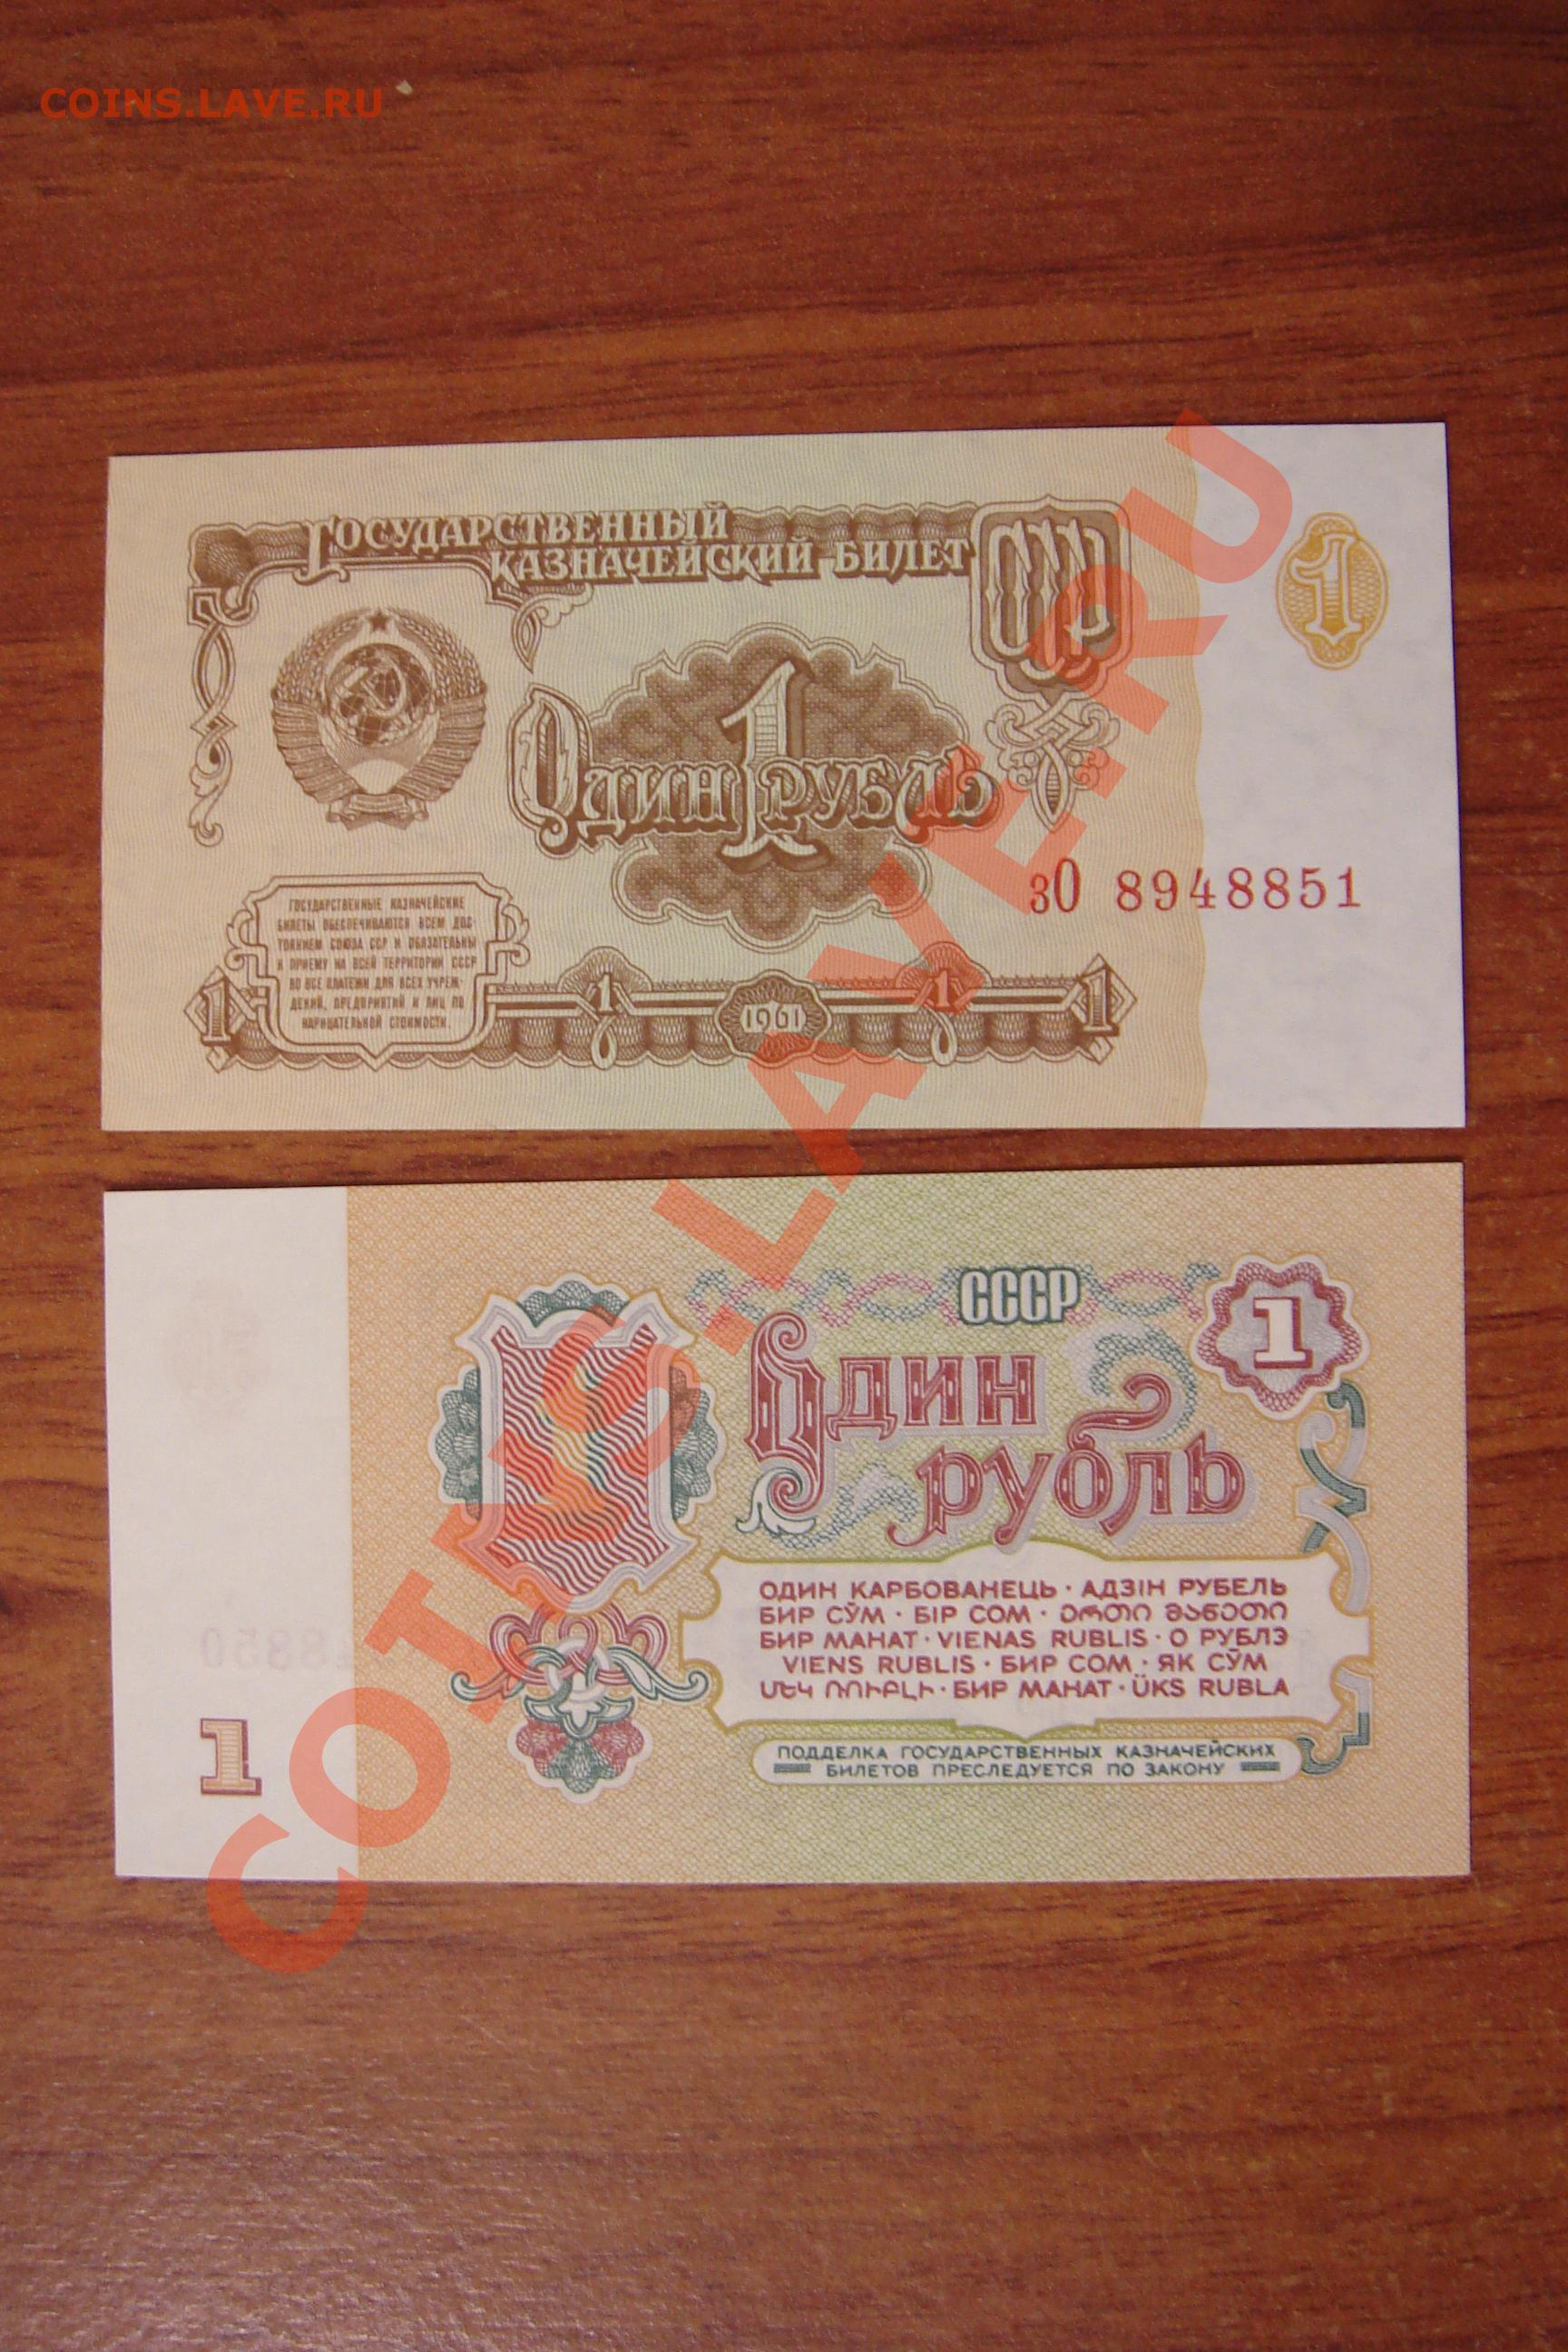 COINS.LAVE.RU
ГОСУДАРСТВЕННЫЙ
КАЗНАЧЕЙСКИЙ БИЛЕТ
СССР
1
1
ОДИН РУБЛЬ
зО 8948851
ГОСУДАРСТВЕННЫЕ КАЗНАЧЕЙСКИЕ
БИЛЕТЫ ОБЕСПЕЧИВАЮТСЯ ВСЕМ ДОС-
ТОЯНИЕМ СОЮЗА ССР И ОБЯЗАТЕЛЬНЫ
К ПРИЕМУ НА ВСЕЙ ТЕРРИТОРИИ СССР
ВО ВСЕ ПЛАТЕЖИ ДЛЯ ВСЕХ УЧРЕЖ-
ДЕНИЙ, ПРЕДПРИЯТИЙ И ЛИЦ ПО
НАРИЦАТЕЛЬНОЙ СТОИМОСТИ.
1 1 1961 1 1
COINS.LAVE.RU
СССР
1
Один
рубль
ОДИН КАРБОВАНЕЦЬ · АДЗІН РУБЕЛЬ
БИР СЎМ · БІР СОМ · ᲔᲠᲗᲘ ᲛᲐᲜᲔᲗᲘ
БИР МАНАТ · VIENAS RUBLIS · О РУБЛЭ
VIENS RUBLIS · БИР СОМ · ЯК СӮМ
ՄԵԿ ՌՈՒԲԼԻ · БИР МАНАТ · ÜKS RUBLA
1
ПОДДЕЛКА ГОСУДАРСТВЕННЫХ КАЗНАЧЕЙСКИХ
БИЛЕТОВ ПРЕСЛЕДУЕТСЯ ПО ЗАКОНУ